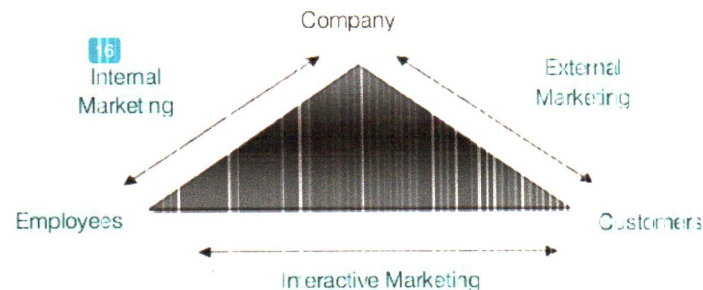 Company
16
Internal
Marketing
External
Marketing
Employees
Customers
Interactive Marketing